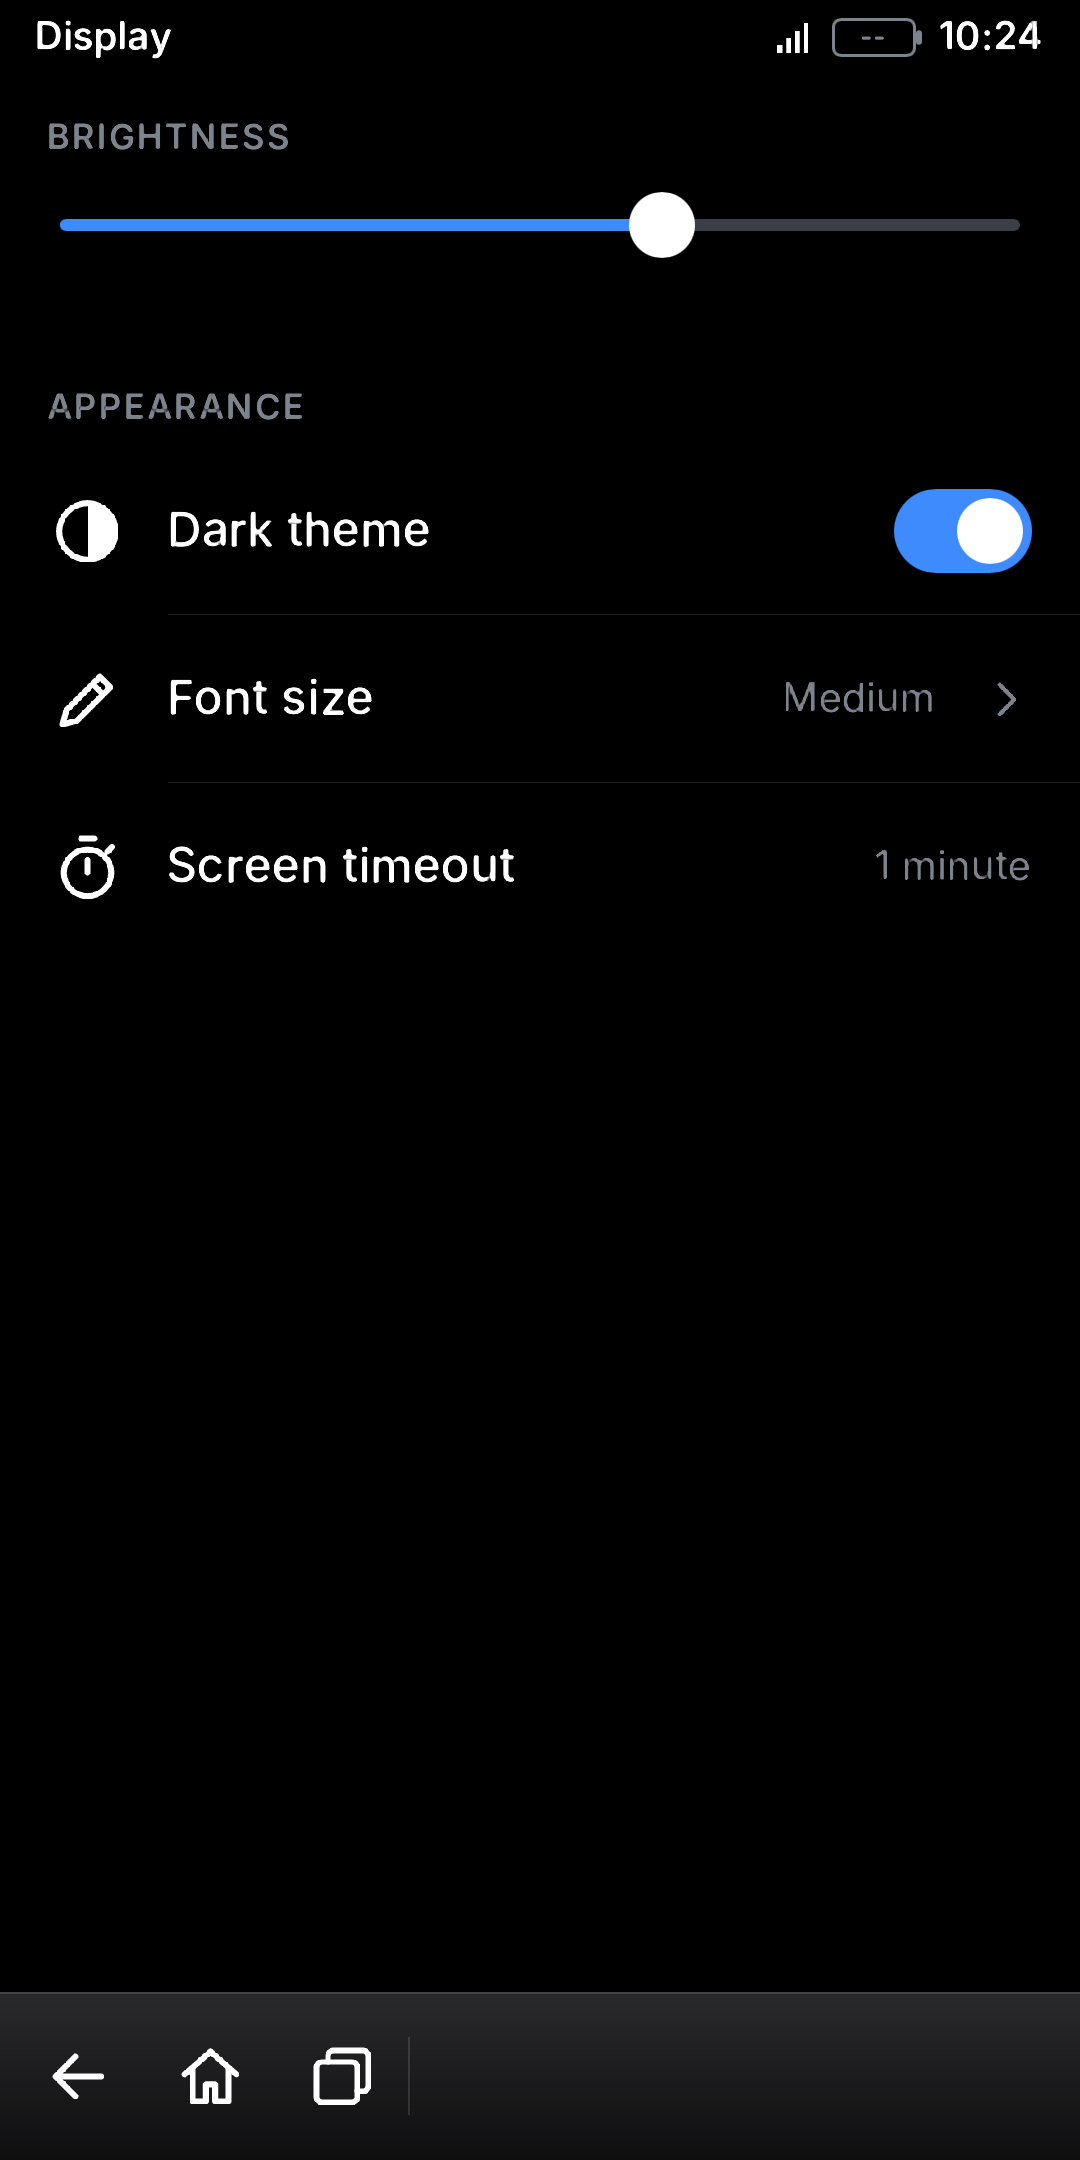 Display -- 10:24
BRIGHTNESS
APPEARANCE
Dark theme
Font size Medium
Screen timeout 1 minute